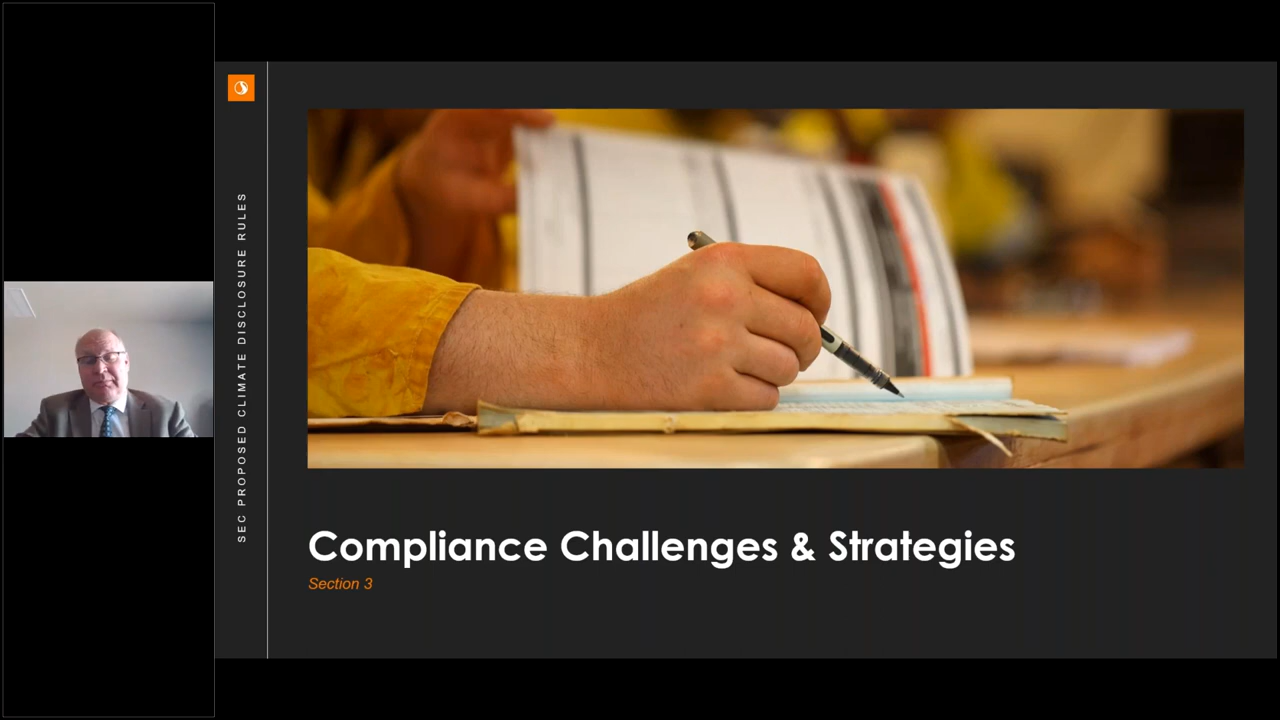 SEC PROPOSED CLIMATE DISCLOSURE RULES
Compliance Challenges & Strategies
Section 3